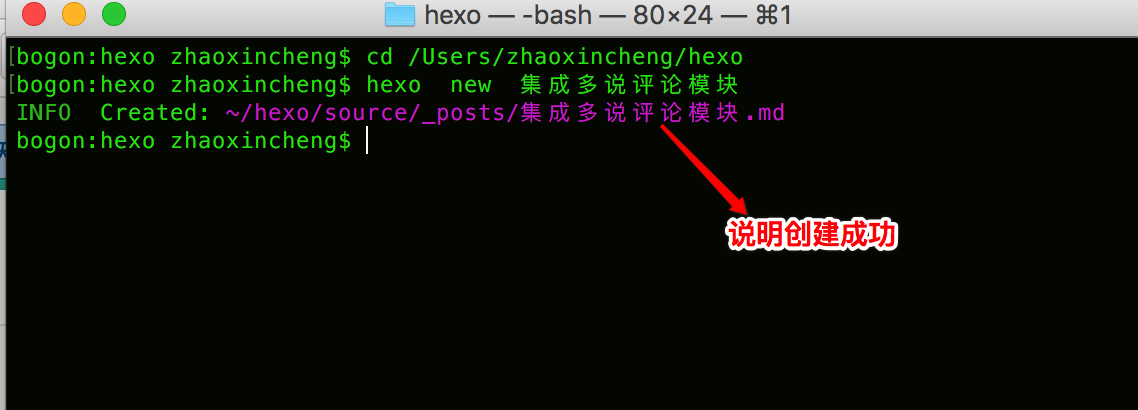 hexo — -bash — 80×24 — ⌘1
[bogon:hexo zhaoxincheng$ cd /Users/zhaoxincheng/hexo
[bogon:hexo zhaoxincheng$ hexo  new  集成多说评论模块
INFO  Created: ~/hexo/source/_posts/集成多说评论模块.md
bogon:hexo zhaoxincheng$
说明创建成功